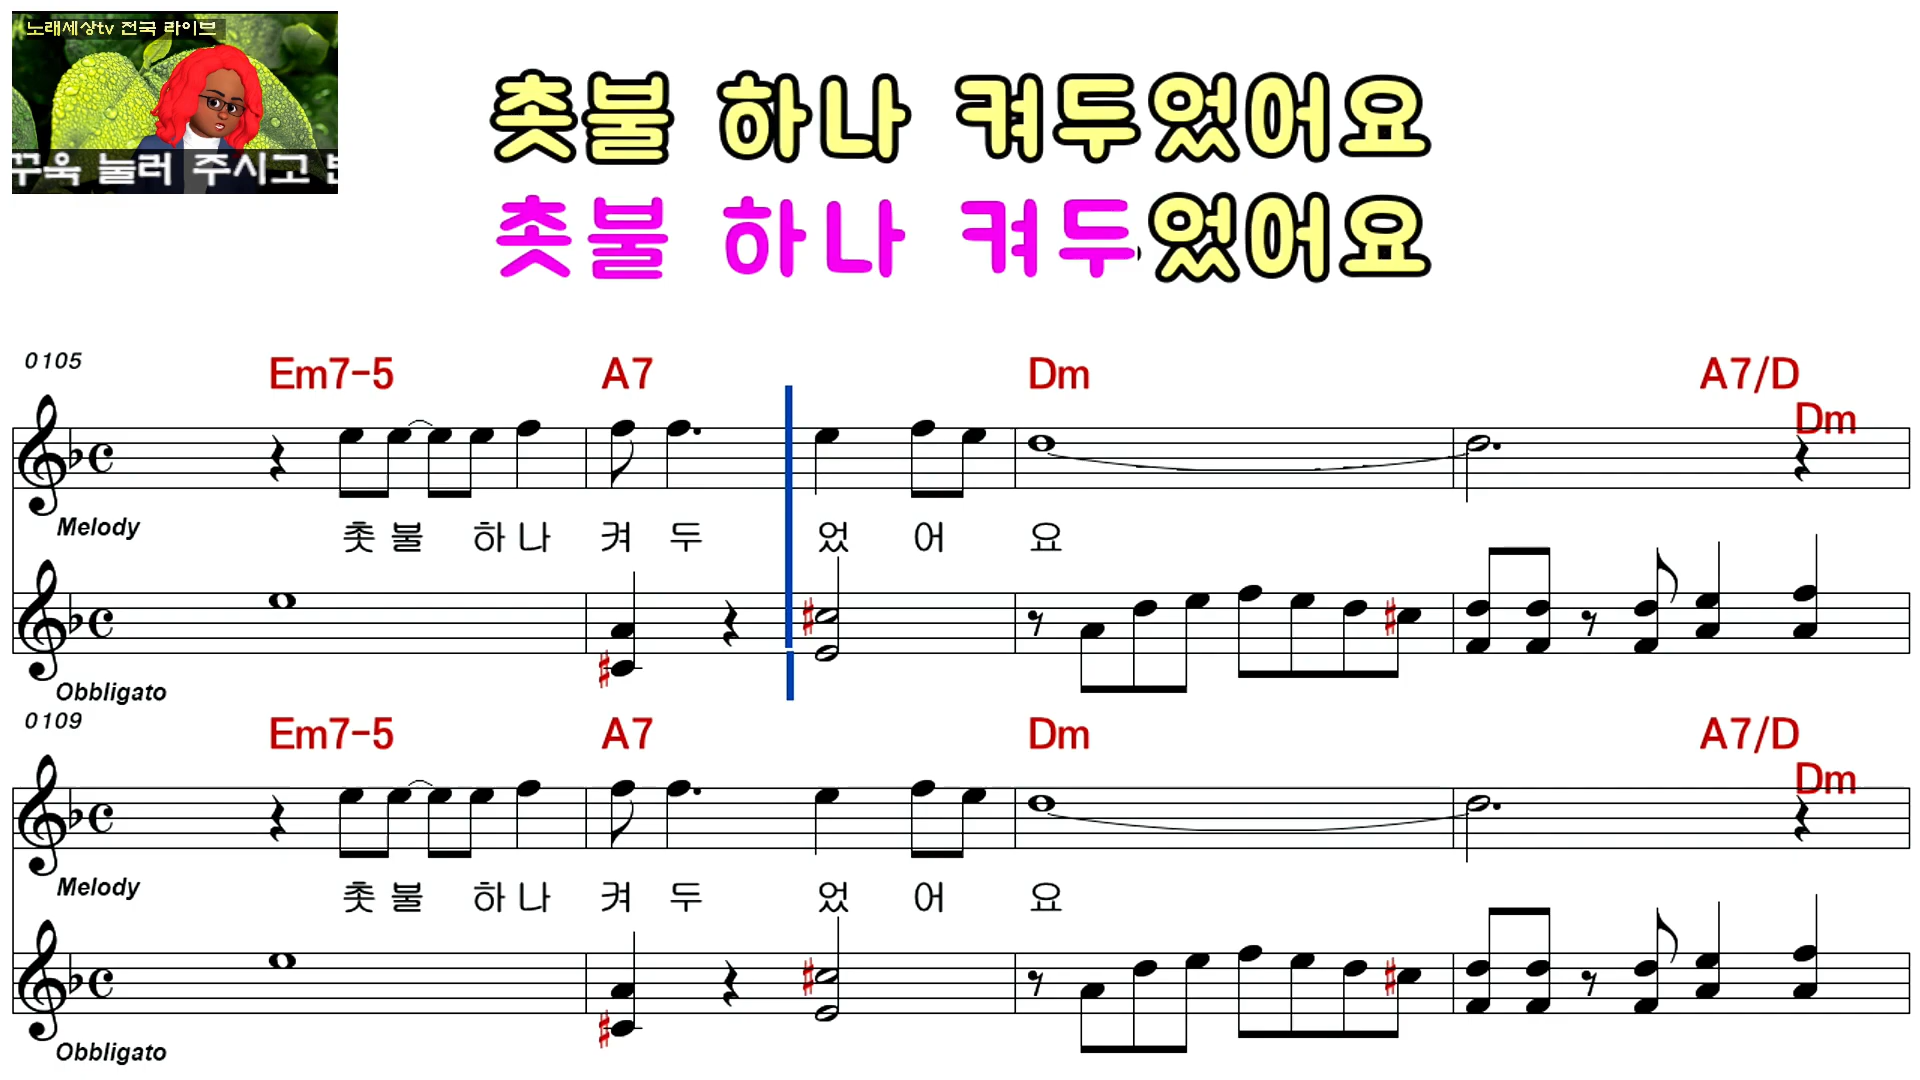 노래세상tv 전국 라이브
꾸욱 눌러 주시고
촛불 하나 켜두었어요
촛불 하나 켜두었어요
0105
Em7-5 A7 Dm A7/D Dm
Melody
촛 불 하 나 켜 두 었 어 요
Obbligato
0109
Em7-5 A7 Dm A7/D Dm
Melody
촛 불 하 나 켜 두 었 어 요
Obbligato